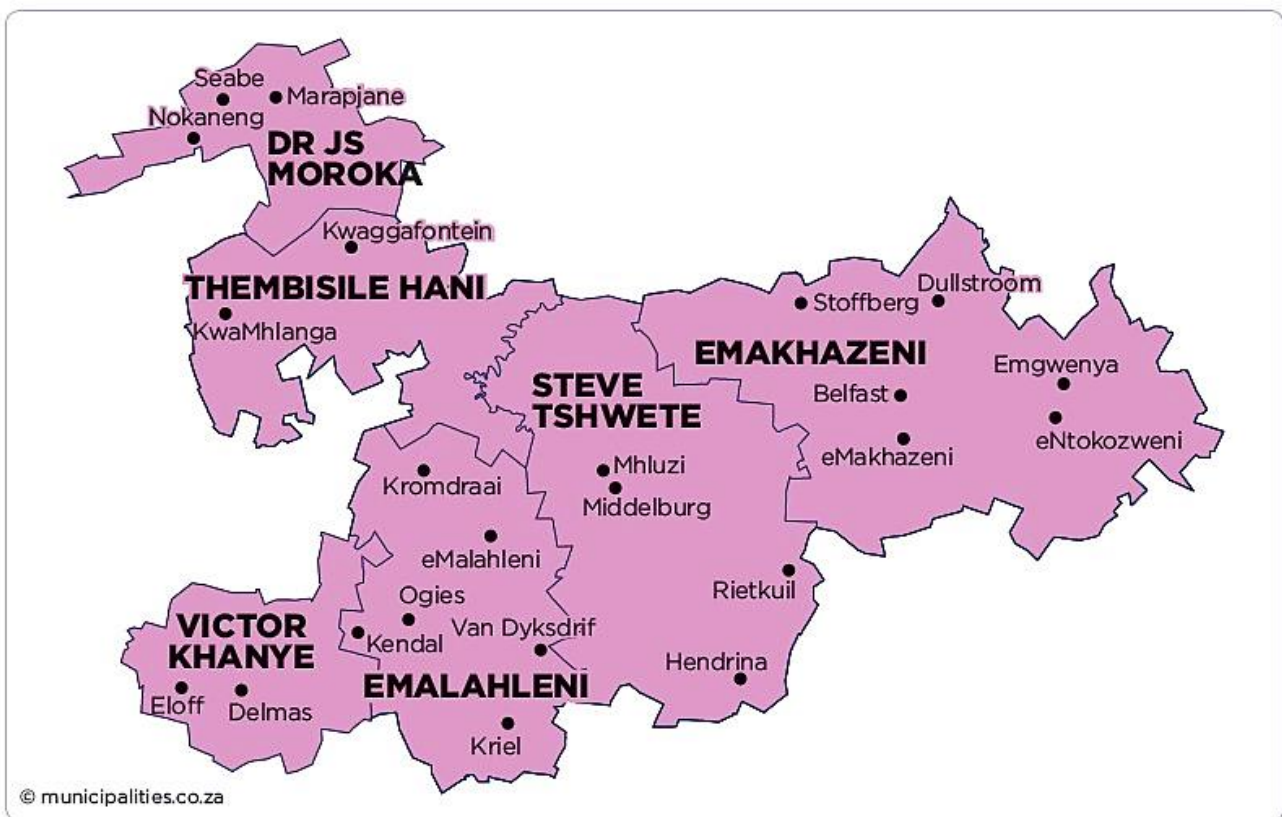 Seabe
Marapjane
Nokaneng
DR JS
MOROKA
Kwaggafontein
THEMBISILE HANI
KwaMhlanga
Dullstroom
Stoffberg
EMAKHAZENI
Emgwenya
STEVE
TSHWETE
Belfast
eNtokozweni
eMakhazeni
Mhluzi
Kromdraai
Middelburg
eMalahleni
Rietkuil
Ogies
VICTOR
KHANYE
Van Dyksdrif
Kendal
Hendrina
EMALAHLENI
Eloff
Delmas
Kriel
© municipalities.co.za